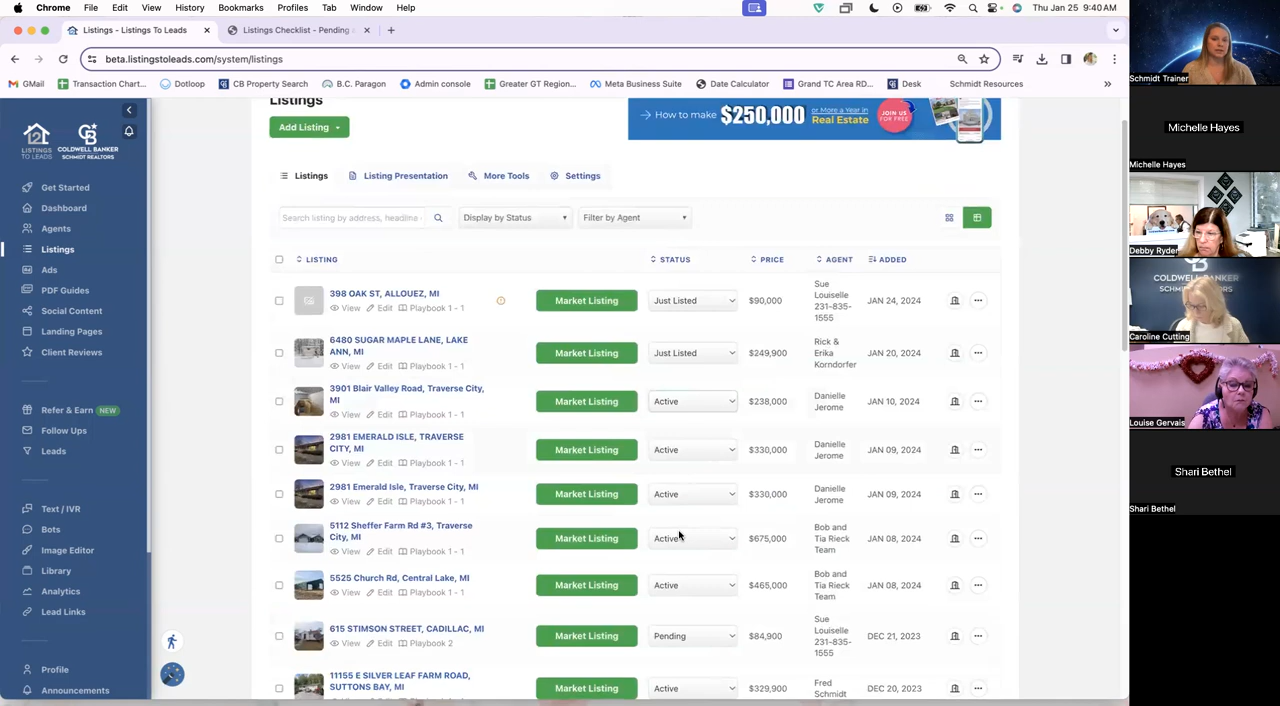 Chrome File Edit View History Bookmarks Profiles Tab Window Help Thu Jan 25 9:40 AM
Listings - Listings To Leads
Listings Checklist - Pending
beta.listingstoleads.com/system/listings
GMail Transaction Chart... Dotloop CB Property Search B.C. Paragon Admin console Greater GT Region... Meta Business Suite Date Calculator Grand TC Area RD... Desk Schmidt Resources
LISTINGS TO LEADS
COLDWELL BANKER
SCHMIDT REALTORS
Get Started
Dashboard
Agents
Listings
Ads
PDF Guides
Social Content
Landing Pages
Client Reviews
Refer & Earn NEW
Follow Ups
Leads
Text / IVR
Bots
Image Editor
Library
Analytics
Lead Links
Profile
Announcements
Listings
Add Listing
How to make $250,000 or More a Year in Real Estate
JOIN US FOR FREE!
Listings Listing Presentation More Tools Settings
Search listing by address, headline Display by Status Filter by Agent
LISTING STATUS PRICE AGENT ADDED
398 OAK ST, ALLOUEZ, MI
View Edit Playbook 1 - 1
Market Listing Just Listed $90,000
Sue Louiselle 231-835-1555
JAN 24, 2024
6480 SUGAR MAPLE LANE, LAKE ANN, MI
View Edit Playbook 1 - 1
Market Listing Just Listed $249,900
Rick & Erika Korndorfer
JAN 20, 2024
3901 Blair Valley Road, Traverse City, MI
View Edit Playbook 1 - 1
Market Listing Active $238,000
Danielle Jerome
JAN 10, 2024
2981 EMERALD ISLE, TRAVERSE CITY, MI
View Edit Playbook 1 - 1
Market Listing Active $330,000
Danielle Jerome
JAN 09, 2024
2981 Emerald Isle, Traverse City, MI
View Edit Playbook 1 - 1
Market Listing Active $330,000
Danielle Jerome
JAN 09, 2024
5112 Sheffer Farm Rd #3, Traverse City, MI
View Edit Playbook 1 - 1
Market Listing Active $675,000
Bob and Tia Rieck Team
JAN 08, 2024
5525 Church Rd, Central Lake, MI
View Edit Playbook 1 - 1
Market Listing Active $465,000
Bob and Tia Rieck Team
JAN 08, 2024
615 STIMSON STREET, CADILLAC, MI
View Edit Playbook 2
Market Listing Pending $84,900
Sue Louiselle 231-835-1555
DEC 21, 2023
11155 E SILVER LEAF FARM ROAD, SUTTONS BAY, MI
Market Listing Active $329,900
Fred Schmidt
DEC 20, 2023
Schmidt Trainer
Michelle Hayes
Michelle Hayes
Debby Ryder
COLDWELL BANKER
Caroline Cutting
Louise Gervais
Shari Bethel
Shari Bethel